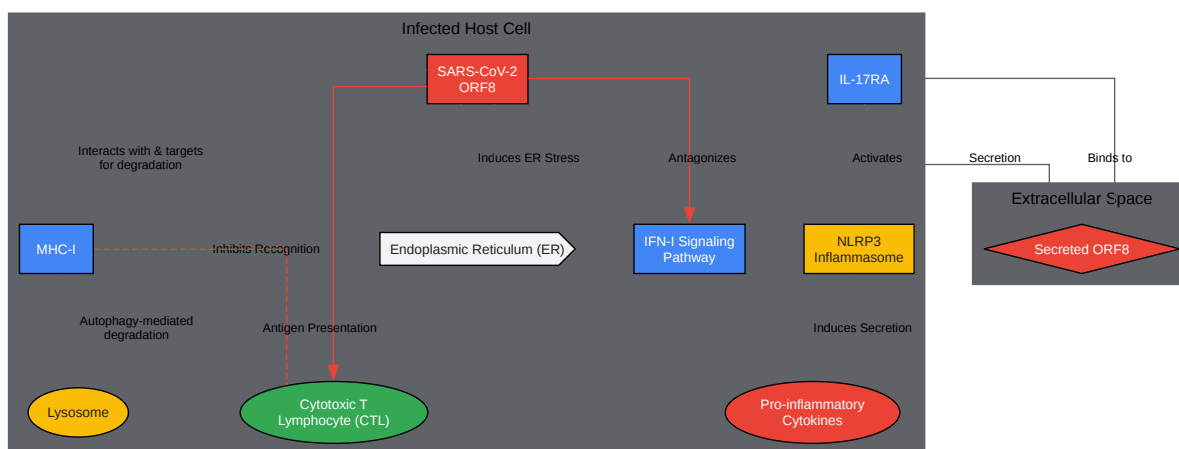 Infected Host Cell
SARS-CoV-2
ORF8
IL-17RA
Interacts with & targets
for degradation
Induces ER Stress
Antagonizes
Activates
Secretion
Binds to
Extracellular Space
MHC-I
Inhibits Recognition
Endoplasmic Reticulum (ER)
IFN-I Signaling
Pathway
NLRP3
Inflammasome
Secreted ORF8
Autophagy-mediated
degradation
Antigen Presentation
Induces Secretion
Lysosome
Cytotoxic T
Lymphocyte (CTL)
Pro-inflammatory
Cytokines